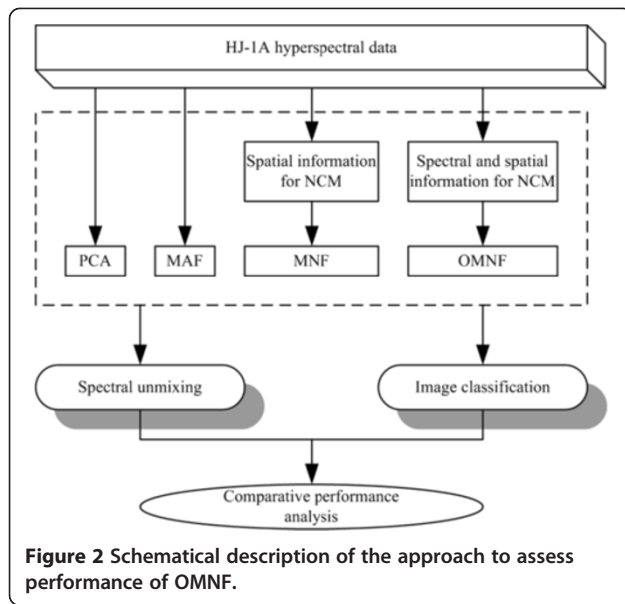 HJ-1A hyperspectral data
Spatial information
for NCM
Spectral and spatial
information for NCM
PCA
MAF
MNF
OMNF
Spectral unmixing
Image classification
Comparative performance
analysis
Figure 2 Schematical description of the approach to assess
performance of OMNF.